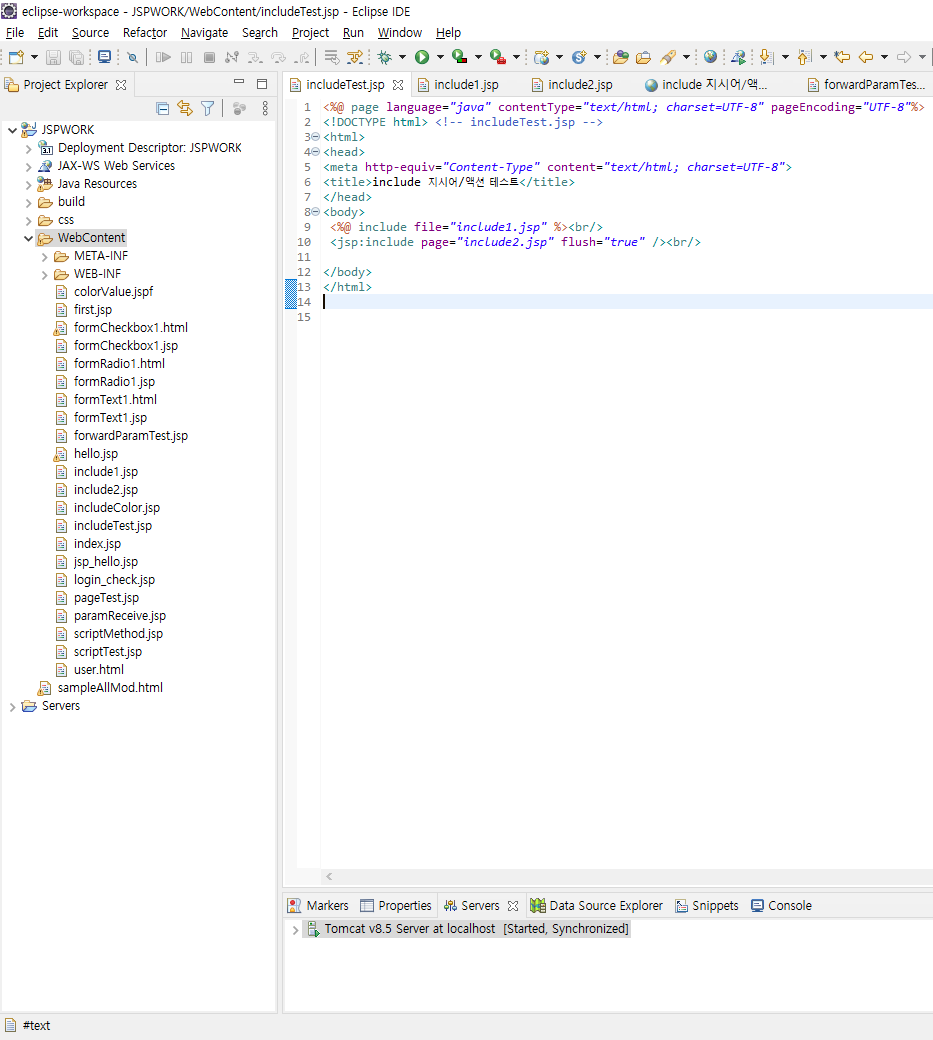 eclipse-workspace - JSPWORK/WebContent/includeTest.jsp - Eclipse IDE
File Edit Source Refactor Navigate Search Project Run Window Help
Project Explorer
JSPWORK
3.1 Deployment Descriptor: JSPWORK
JAX-WS Web Services
Java Resources
build
css
WebContent
META-INF
WEB-INF
colorValue.jspf
first.jsp
formCheckbox1.html
formCheckbox1.jsp
formRadio1.html
formRadio1.jsp
formText1.html
formText1.jsp
forwardParamTest.jsp
hello.jsp
include1.jsp
include2.jsp
includeColor.jsp
includeTest.jsp
index.jsp
jsp_hello.jsp
login_check.jsp
pageTest.jsp
paramReceive.jsp
scriptMethod.jsp
scriptTest.jsp
user.html
sampleAllMod.html
Servers
includeTest.jsp include1.jsp include2.jsp include 지시어/액... forwardParamTes...
1 <%@ page language="java" contentType="text/html; charset=UTF-8" pageEncoding="UTF-8"%>
2 <!DOCTYPE html> <!-- includeTest.jsp -->
3 <html>
4 <head>
5 <meta http-equiv="Content-Type" content="text/html; charset=UTF-8">
6 <title>include 지시어/액션 테스트</title>
7 </head>
8 <body>
9 <%@ include file="include1.jsp" %><br/>
10 <jsp:include page="include2.jsp" flush="true" /><br/>
11
12 </body>
13 </html>
14
15
Markers Properties Servers Data Source Explorer Snippets Console
Tomcat v8.5 Server at localhost [Started, Synchronized]
#text